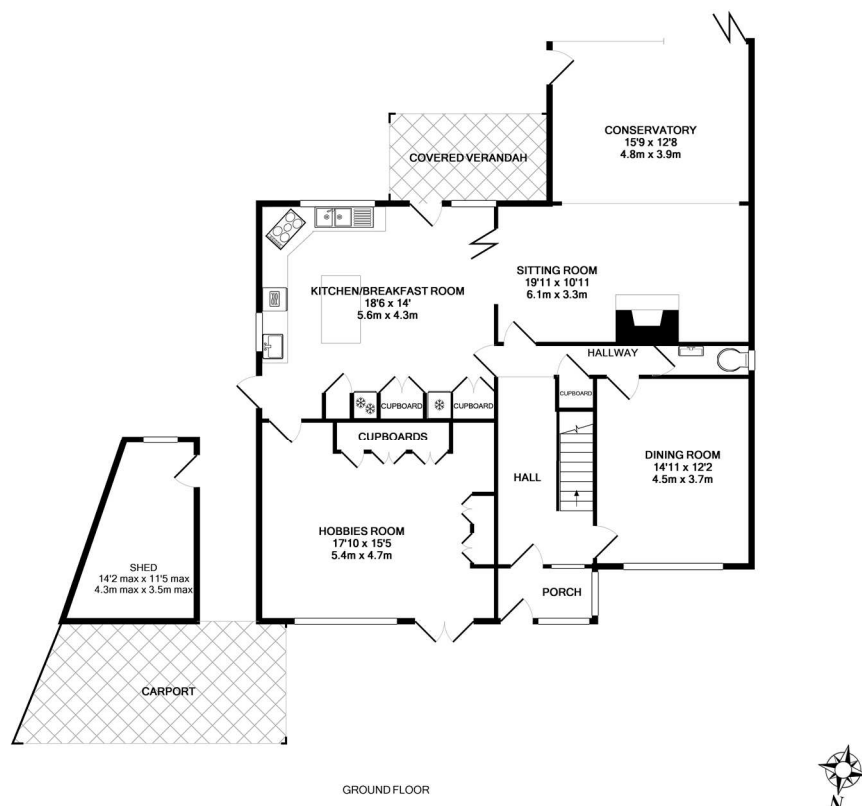 CONSERVATORY
15'9 x 12'8
4.8m x 3.9m
COVERED VERANDAH
SITTING ROOM
19'11 x 10'11
6.1m x 3.3m
KITCHEN/BREAKFAST ROOM
18'6 x 14'
5.6m x 4.3m
HALLWAY
CUPBOARD
CUPBOARD
CUPBOARD
CUPBOARDS
DINING ROOM
14'11 x 12'2
4.5m x 3.7m
HALL
HOBBIES ROOM
17'10 x 15'5
5.4m x 4.7m
SHED
14'2 max x 11'5 max
4.3m max x 3.5m max
PORCH
CARPORT
GROUND FLOOR
N